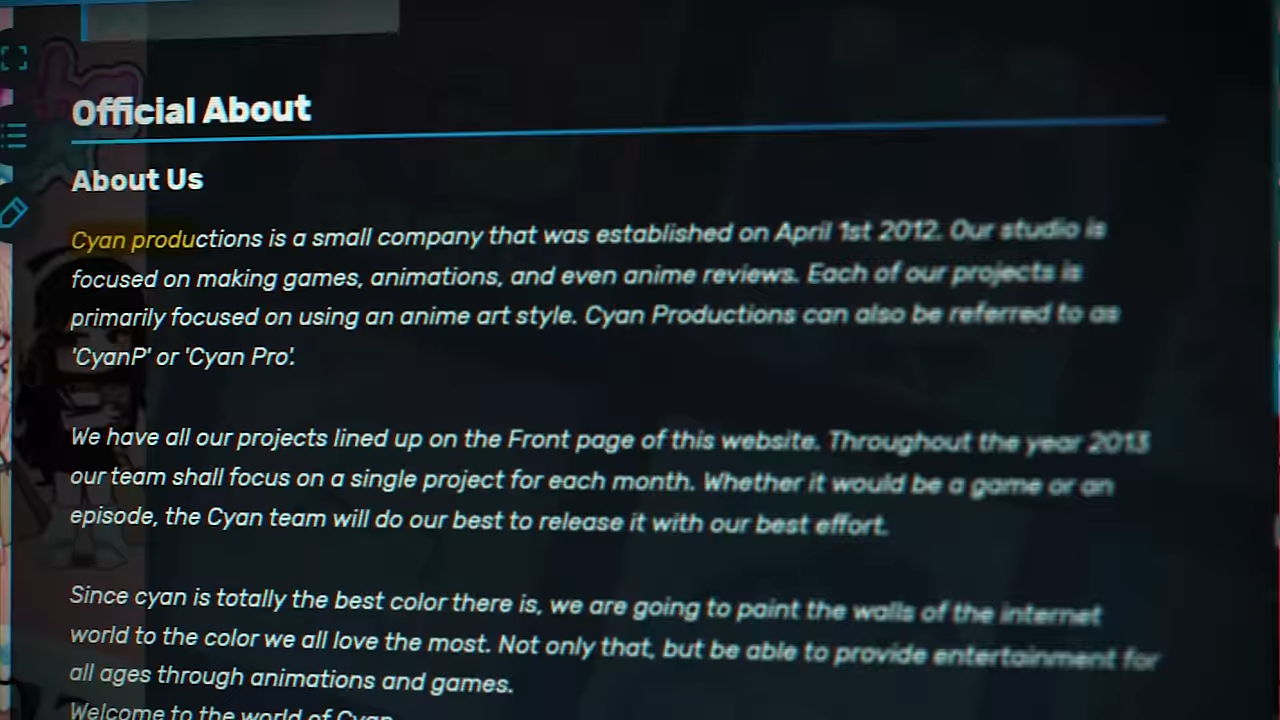 Official About
About Us
Cyan productions is a small company that was established on April 1st 2012. Our studio is
focused on making games, animations, and even anime reviews. Each of our projects is
primarily focused on using an anime art style. Cyan Productions can also be referred to as
'CyanP' or 'Cyan Pro'.
We have all our projects lined up on the Front page of this website. Throughout the year 2013
our team shall focus on a single project for each month. Whether it would be a game or an
episode, the Cyan team will do our best to release it with our best effort.
Since cyan is totally the best color there is, we are going to paint the walls of the internet
world to the color we all love the most. Not only that, but be able to provide entertainment for
all ages through animations and games.
Welcome to the world of Cyan